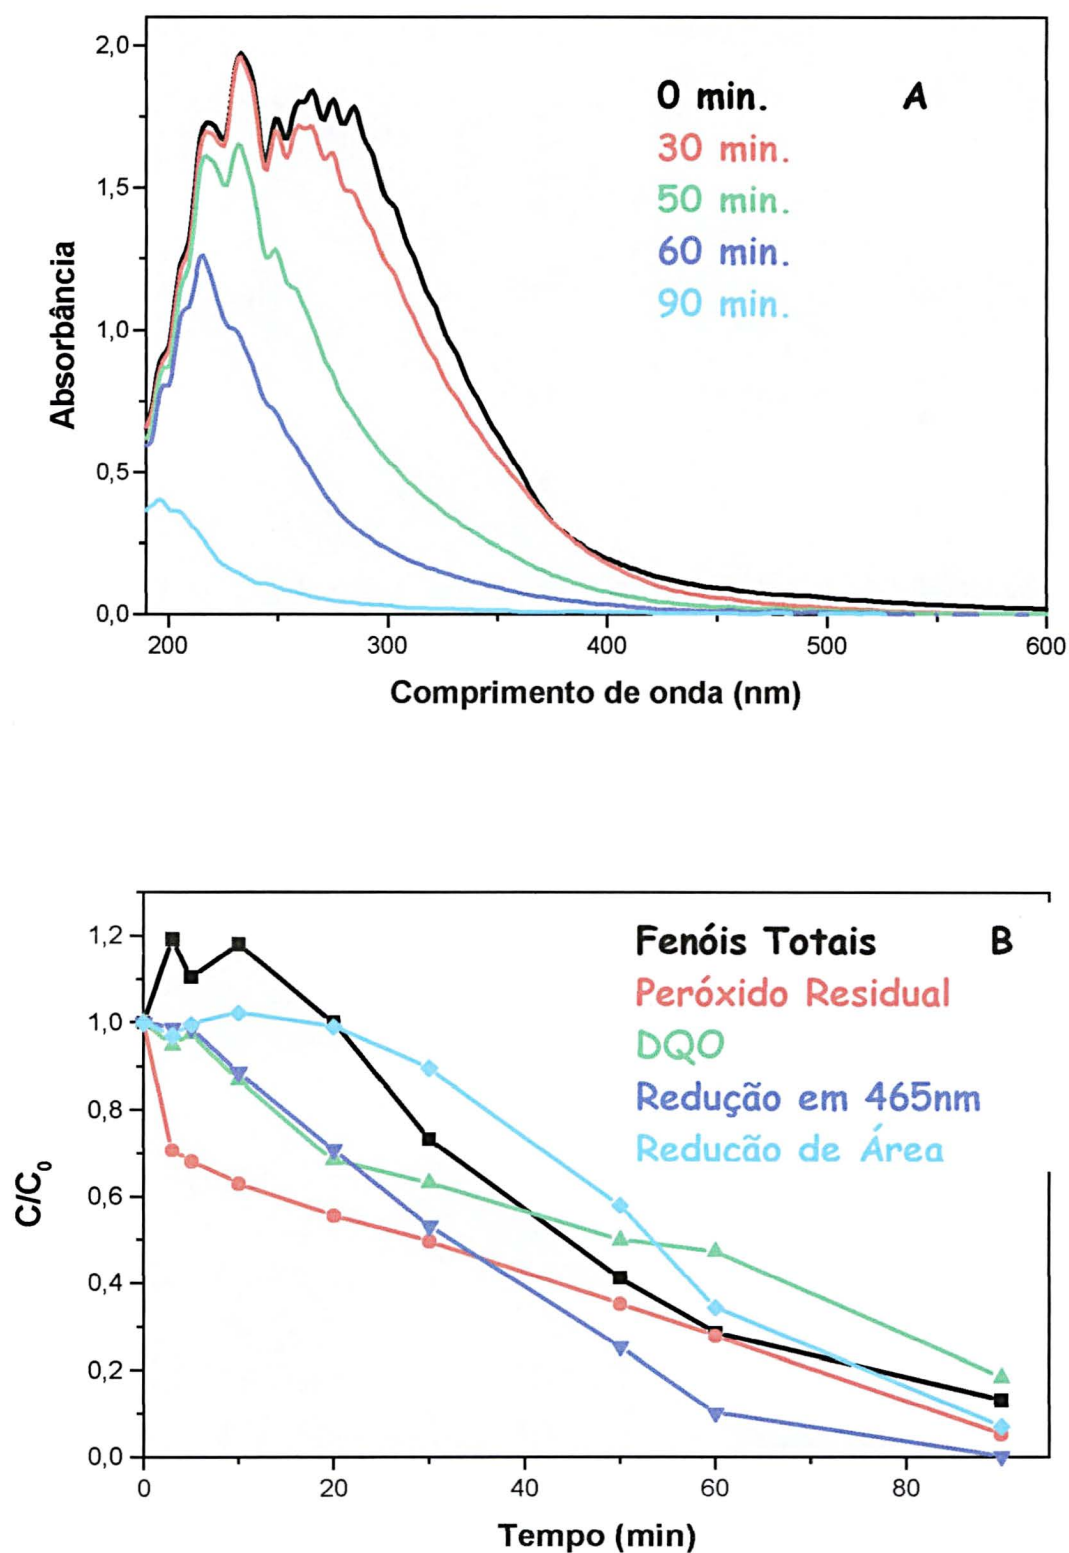 2,0
1,5
1,0
0,5
0,0
Absorbância
0 min.
A
30 min.
50 min.
60 min.
90 min.
200 300 400 500 600
Comprimento de onda (nm)
1,2
1,0
0,8
0,6
0,4
0,2
0,0
C/C0
Fenóis Totais
B
Peróxido Residual
DQO
Redução em 465nm
Reducão de Área
0 20 40 60 80
Tempo (min)